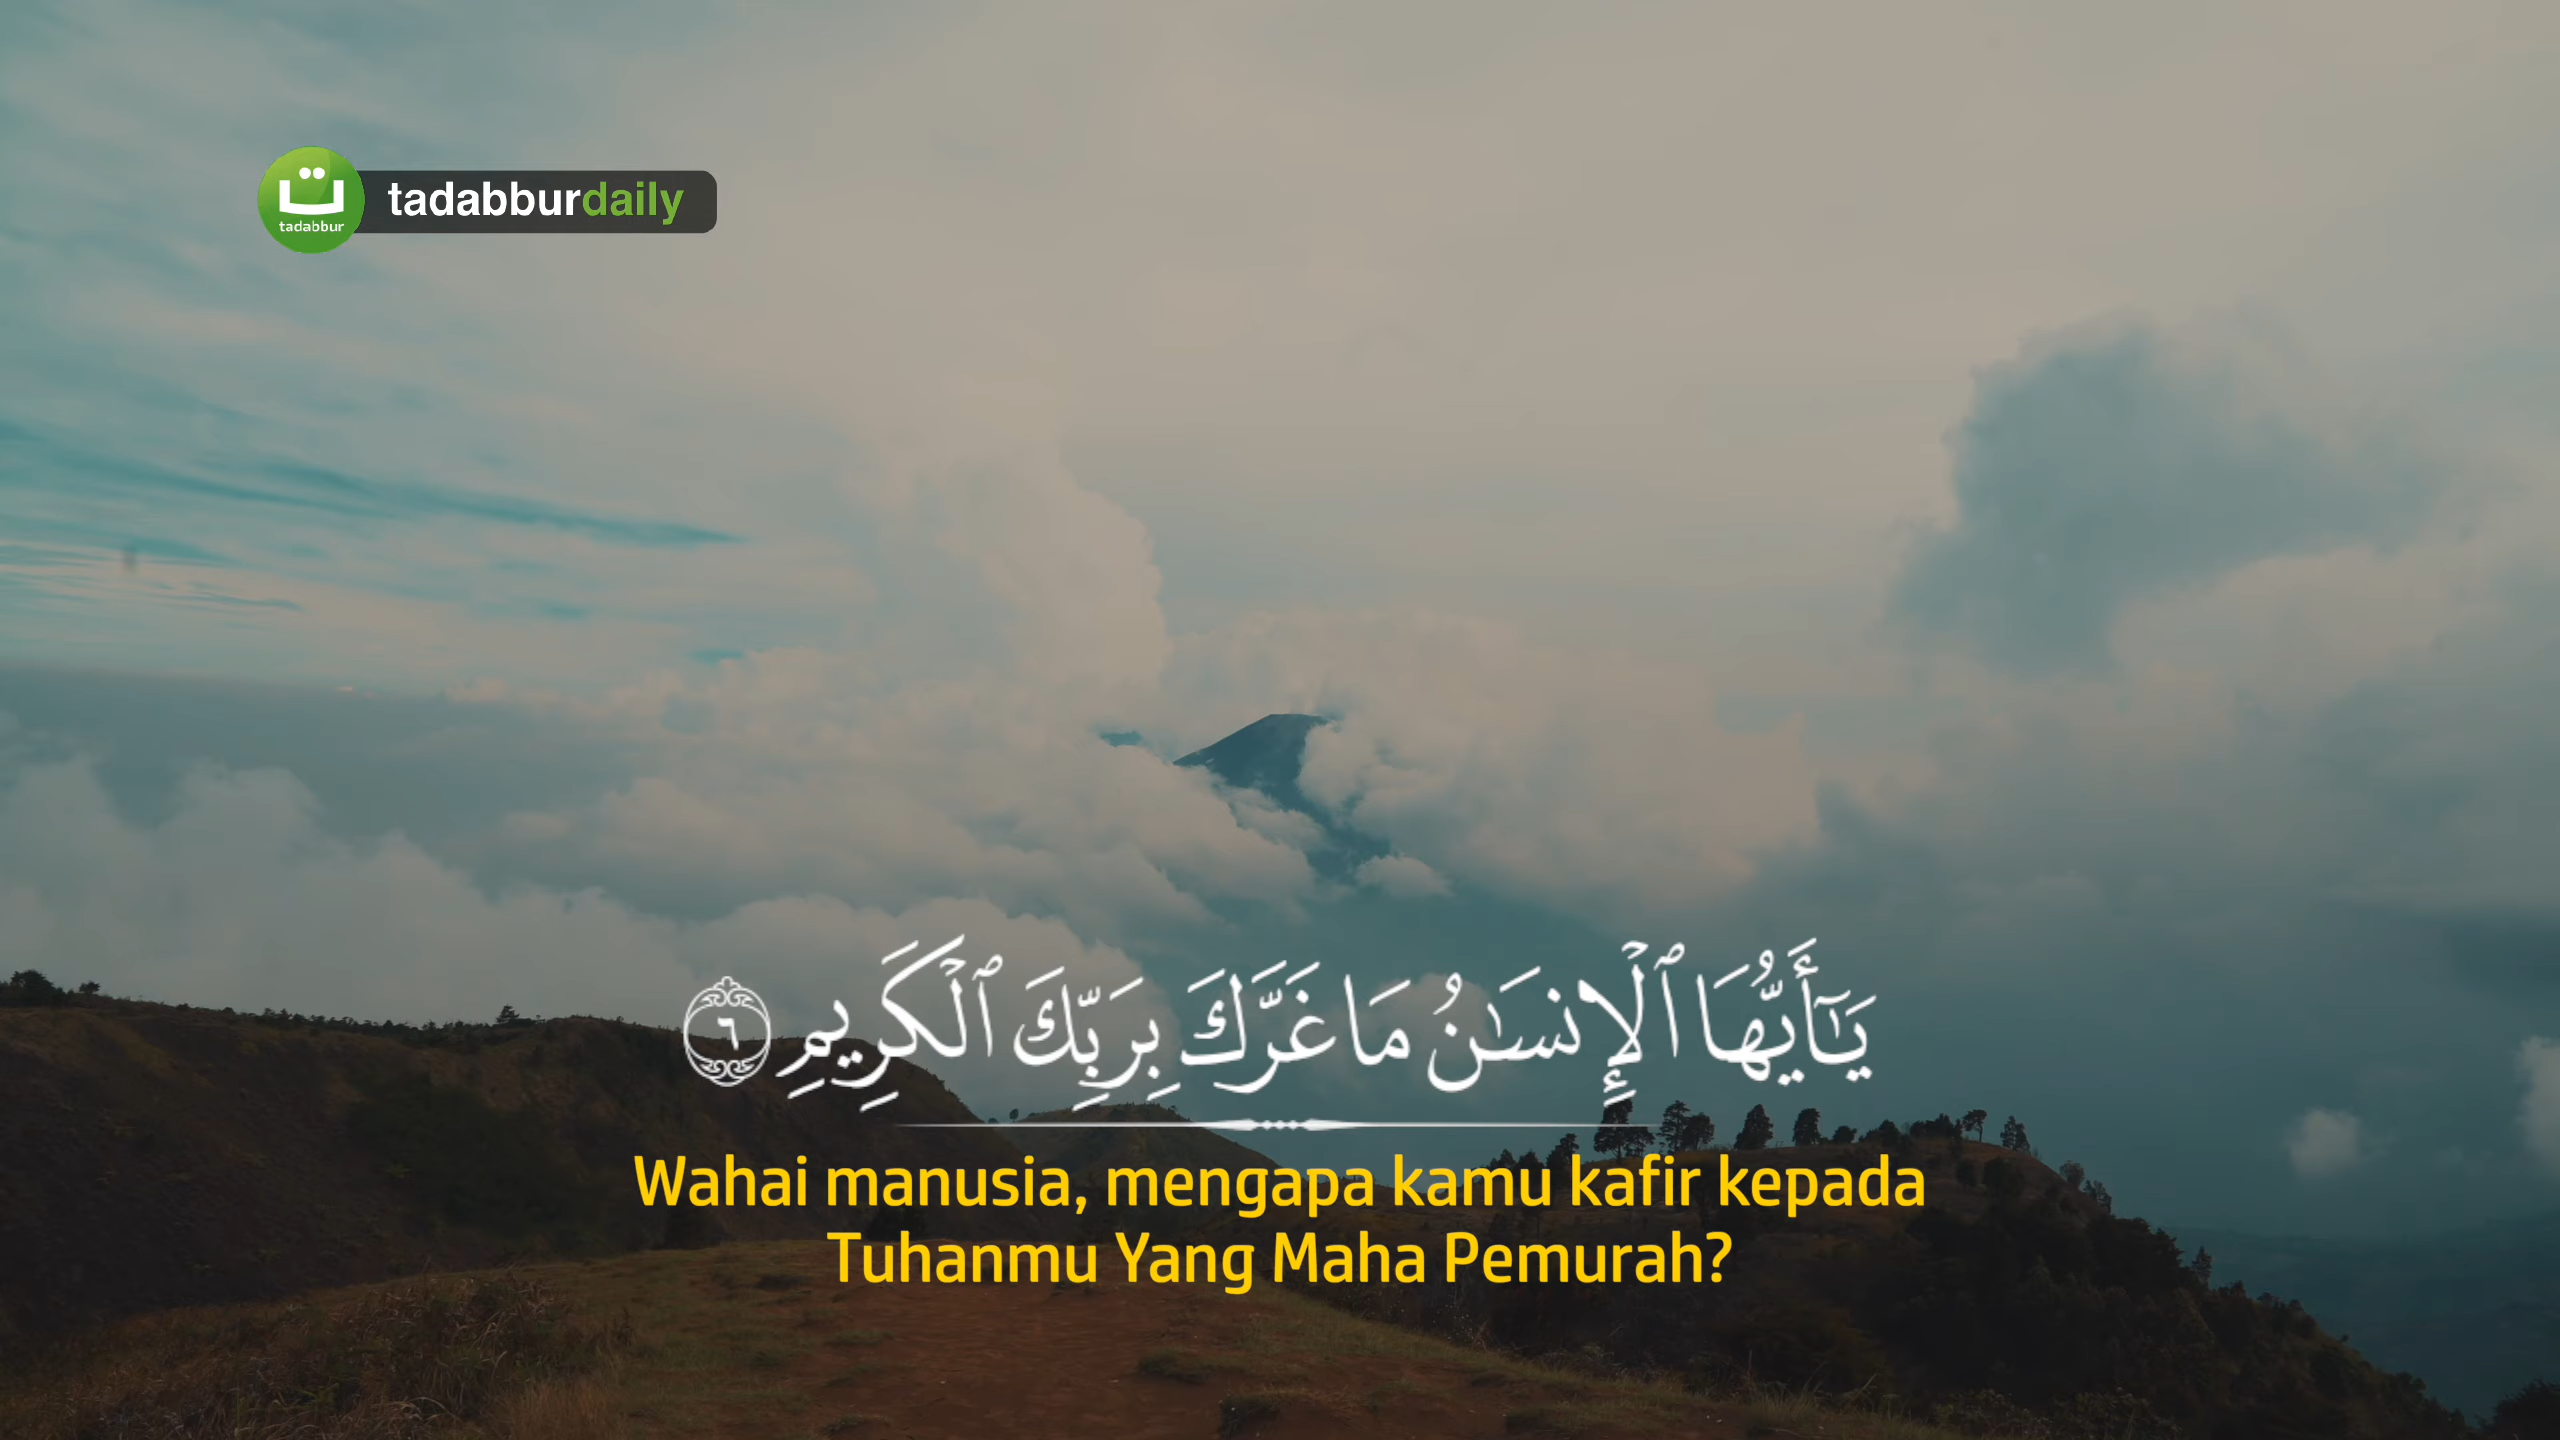 ت
tadabbur
tadabburdaily
يَـٰٓأَيُّهَا ٱلْإِنسَـٰنُ مَا غَرَّكَ بِرَبِّكَ ٱلْكَرِيمِ ٦
Wahai manusia, mengapa kamu kafir kepada
Tuhanmu Yang Maha Pemurah?